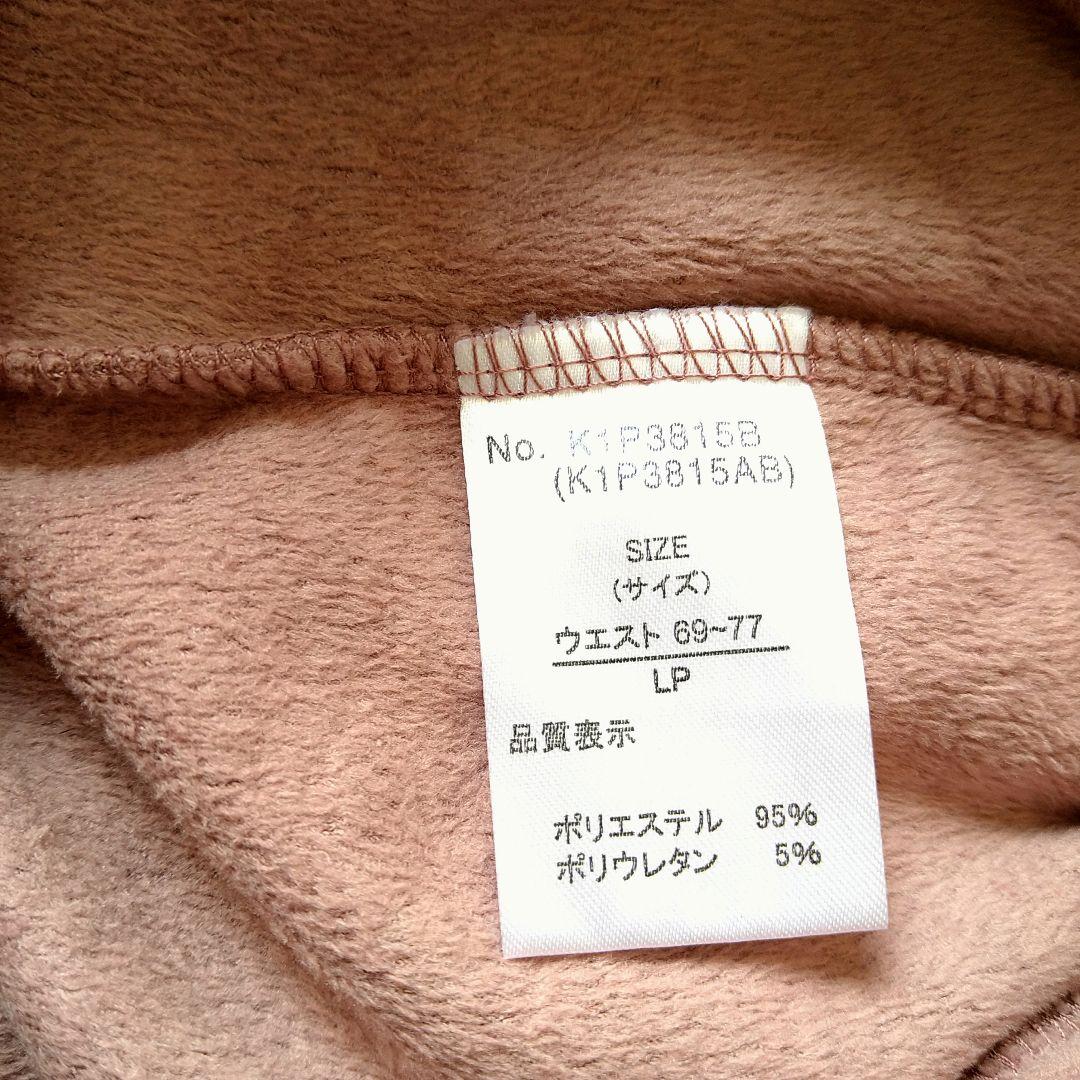 No. K1P3815B
(K1P3815AB)
SIZE
(サイズ)
ウエスト 69~77
LP
品質表示
ポリエステル 95%
ポリウレタン 5%